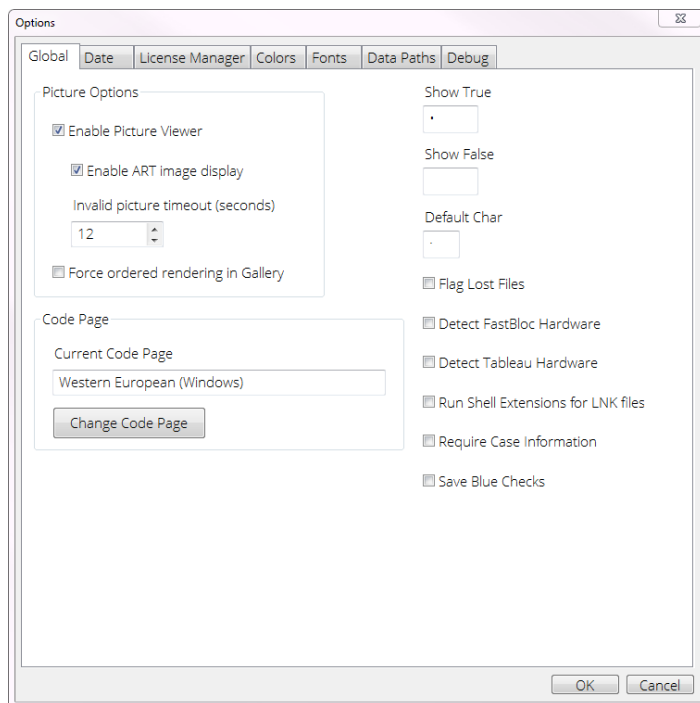 Options
Global
Date
License Manager
Colors
Fonts
Data Paths
Debug
Picture Options
Enable Picture Viewer
Enable ART image display
Invalid picture timeout (seconds)
12
Force ordered rendering in Gallery
Code Page
Current Code Page
Western European (Windows)
Change Code Page
Show True
•
Show False
Default Char
.
Flag Lost Files
Detect FastBloc Hardware
Detect Tableau Hardware
Run Shell Extensions for LNK files
Require Case Information
Save Blue Checks
OK
Cancel